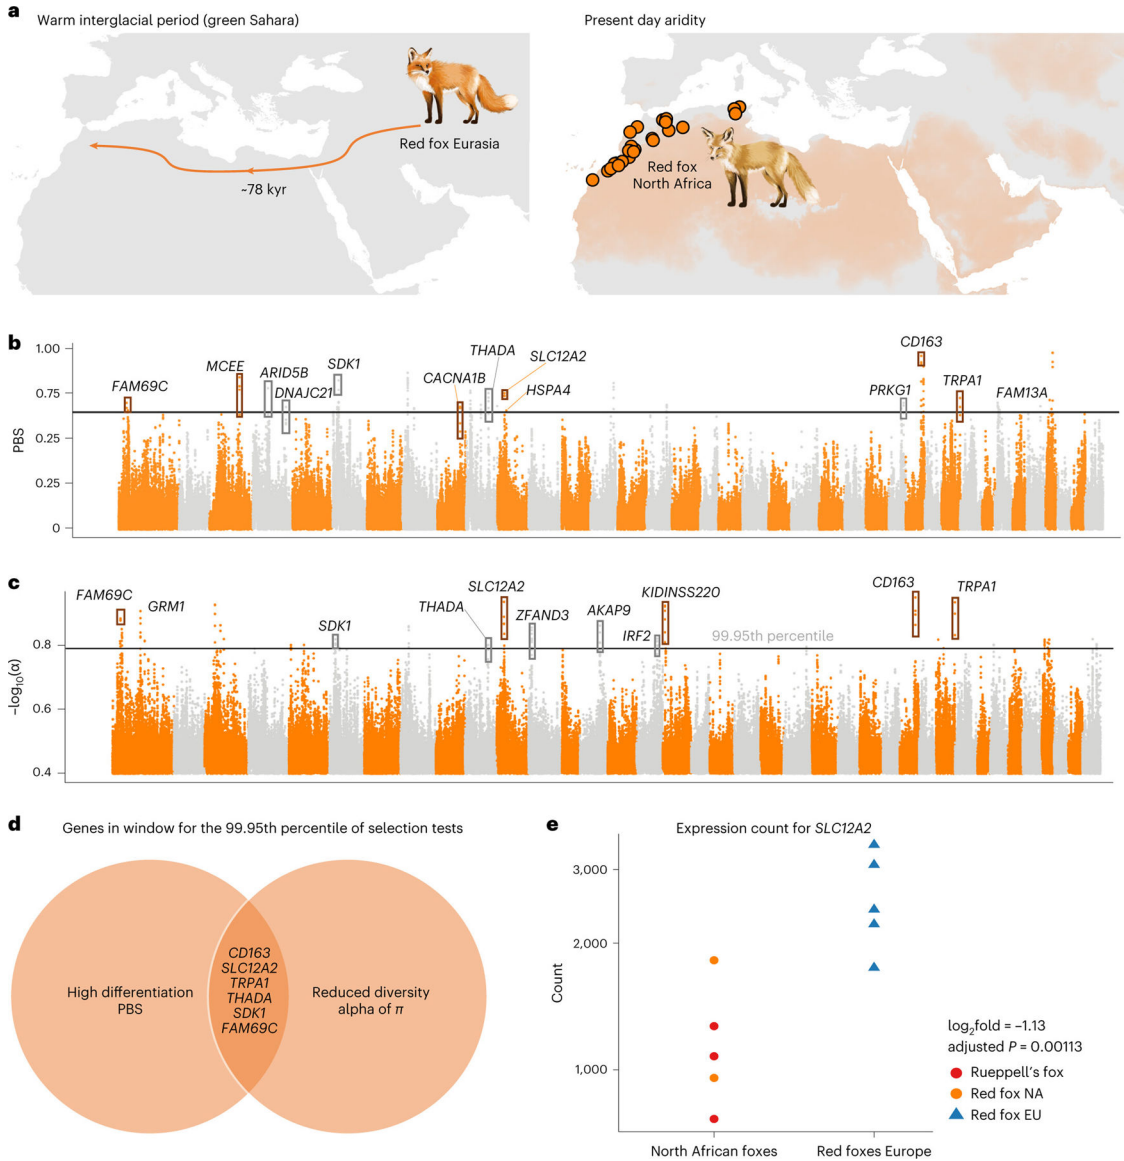 a
Warm interglacial period (green Sahara)
Present day aridity
Red fox Eurasia
~78 kyr
Red fox
North Africa
b
1.00
0.75
0.25
0.25
0
PBS
FAM69C
MCEE
ARID5B
DNAJC21
SDK1
CACNA1B
THADA
SLC12A2
HSPA4
PRKG1
CD163
TRPA1
FAM13A
c
0.8
0.6
0.4
–log10(α)
FAM69C
GRM1
SDK1
THADA
SLC12A2
ZFAND3
AKAP9
IRF2
KIDINSS220
99.95th percentile
CD163
TRPA1
d
Genes in window for the 99.95th percentile of selection tests
High differentiation
PBS
CD163
SLC12A2
TRPA1
THADA
SDK1
FAM69C
Reduced diversity
alpha of π
e
Expression count for SLC12A2
3,000
2,000
1,000
Count
North African foxes
Red foxes Europe
log2fold = –1.13
adjusted P = 0.00113
Rueppell's fox
Red fox NA
Red fox EU